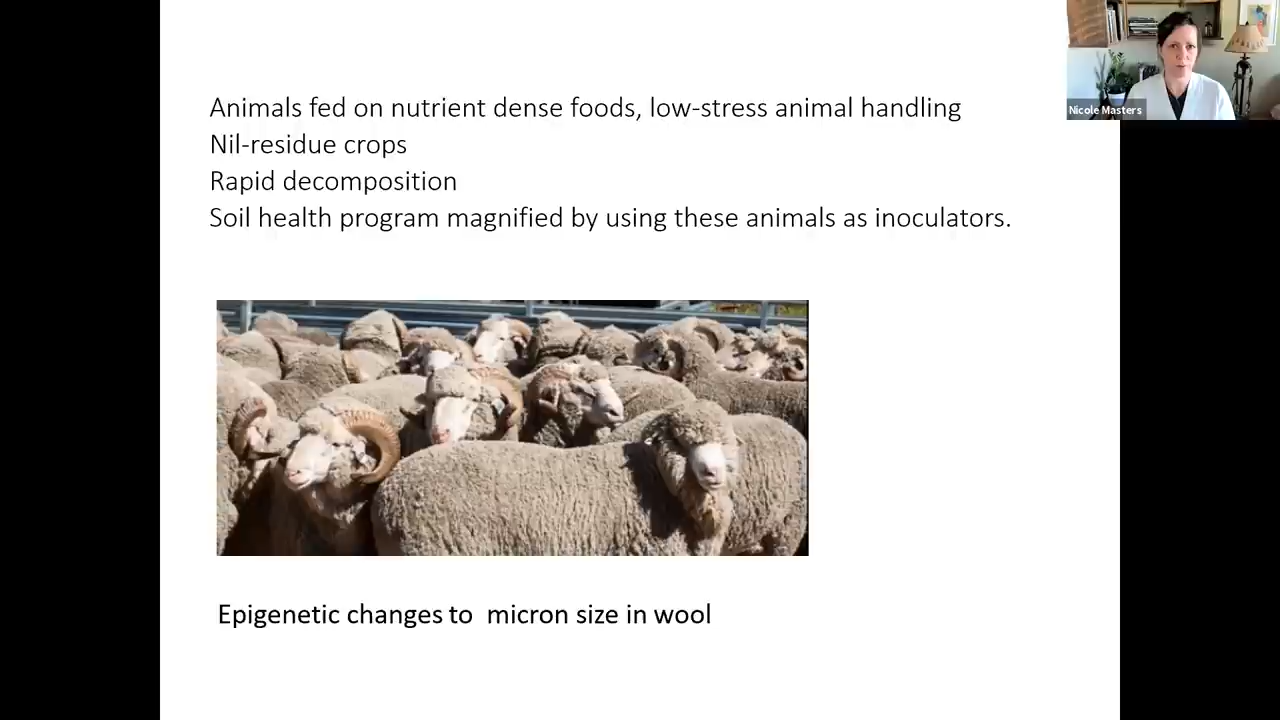 Animals fed on nutrient dense foods, low-stress animal handling
Nil-residue crops
Rapid decomposition
Soil health program magnified by using these animals as inoculators.
Nicole Masters
Epigenetic changes to  micron size in wool